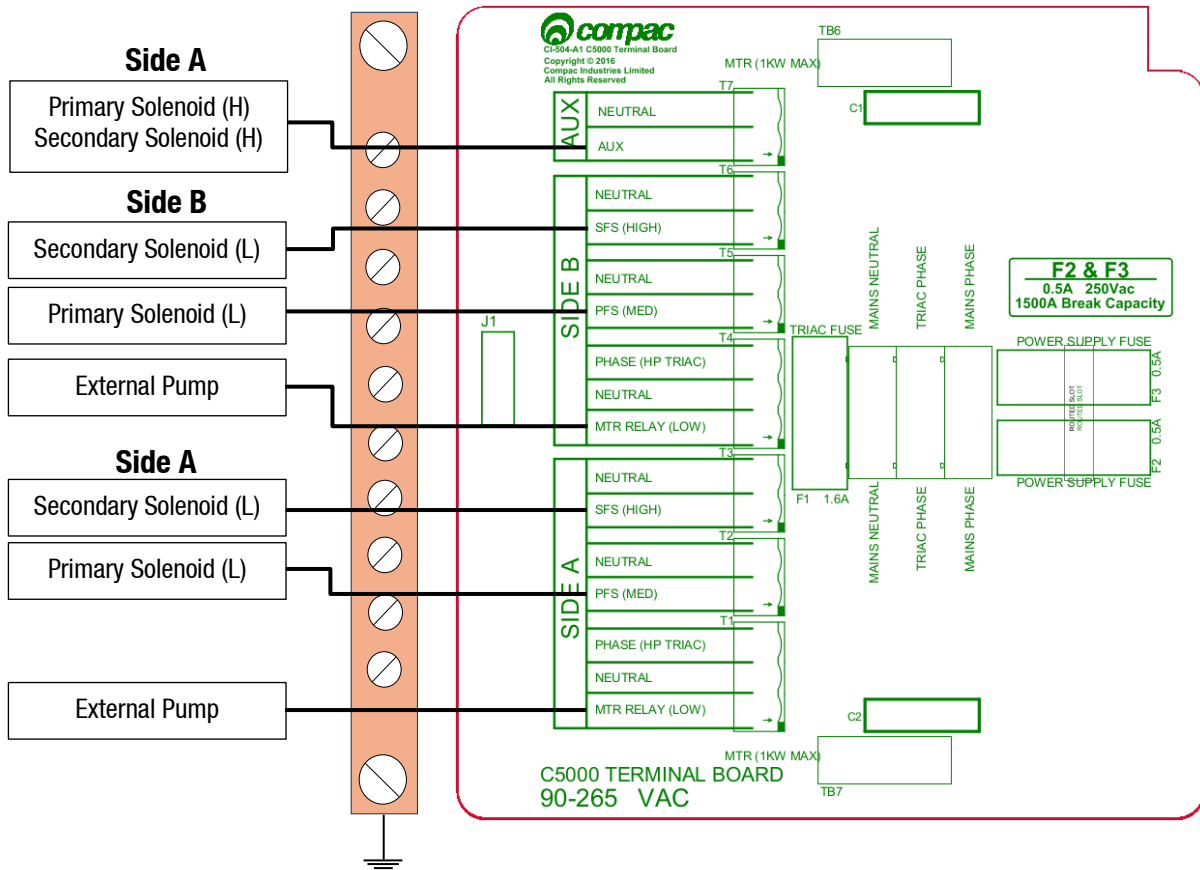 Side A
Primary Solenoid (H)
Secondary Solenoid (H)
Side B
Secondary Solenoid (L)
Primary Solenoid (L)
External Pump
Side A
Secondary Solenoid (L)
Primary Solenoid (L)
External Pump
compac
CI-504-A1 C5000 Terminal Board
Copyright © 2016
Compac Industries Limited
All Rights Reserved
TB6
MTR (1KW MAX)
C1
T7
AUX
NEUTRAL
AUX
T6
SIDE B
NEUTRAL
SFS (HIGH)
T5
NEUTRAL
PFS (MED)
T4
PHASE (HP TRIAC)
NEUTRAL
MTR RELAY (LOW)
J1
T3
SIDE A
NEUTRAL
SFS (HIGH)
T2
NEUTRAL
PFS (MED)
T1
PHASE (HP TRIAC)
NEUTRAL
MTR RELAY (LOW)
TRIAC FUSE
F1 1.6A
MAINS NEUTRAL
TRIAC PHASE
MAINS PHASE
MAINS NEUTRAL
TRIAC PHASE
MAINS PHASE
F2 & F3
0.5A 250Vac
1500A Break Capacity
POWER SUPPLY FUSE
F3 0.5A
ROUTED SLOT
ROUTED SLOT
F2 0.5A
POWER SUPPLY FUSE
C2
MTR (1KW MAX)
TB7
C5000 TERMINAL BOARD
90-265 VAC